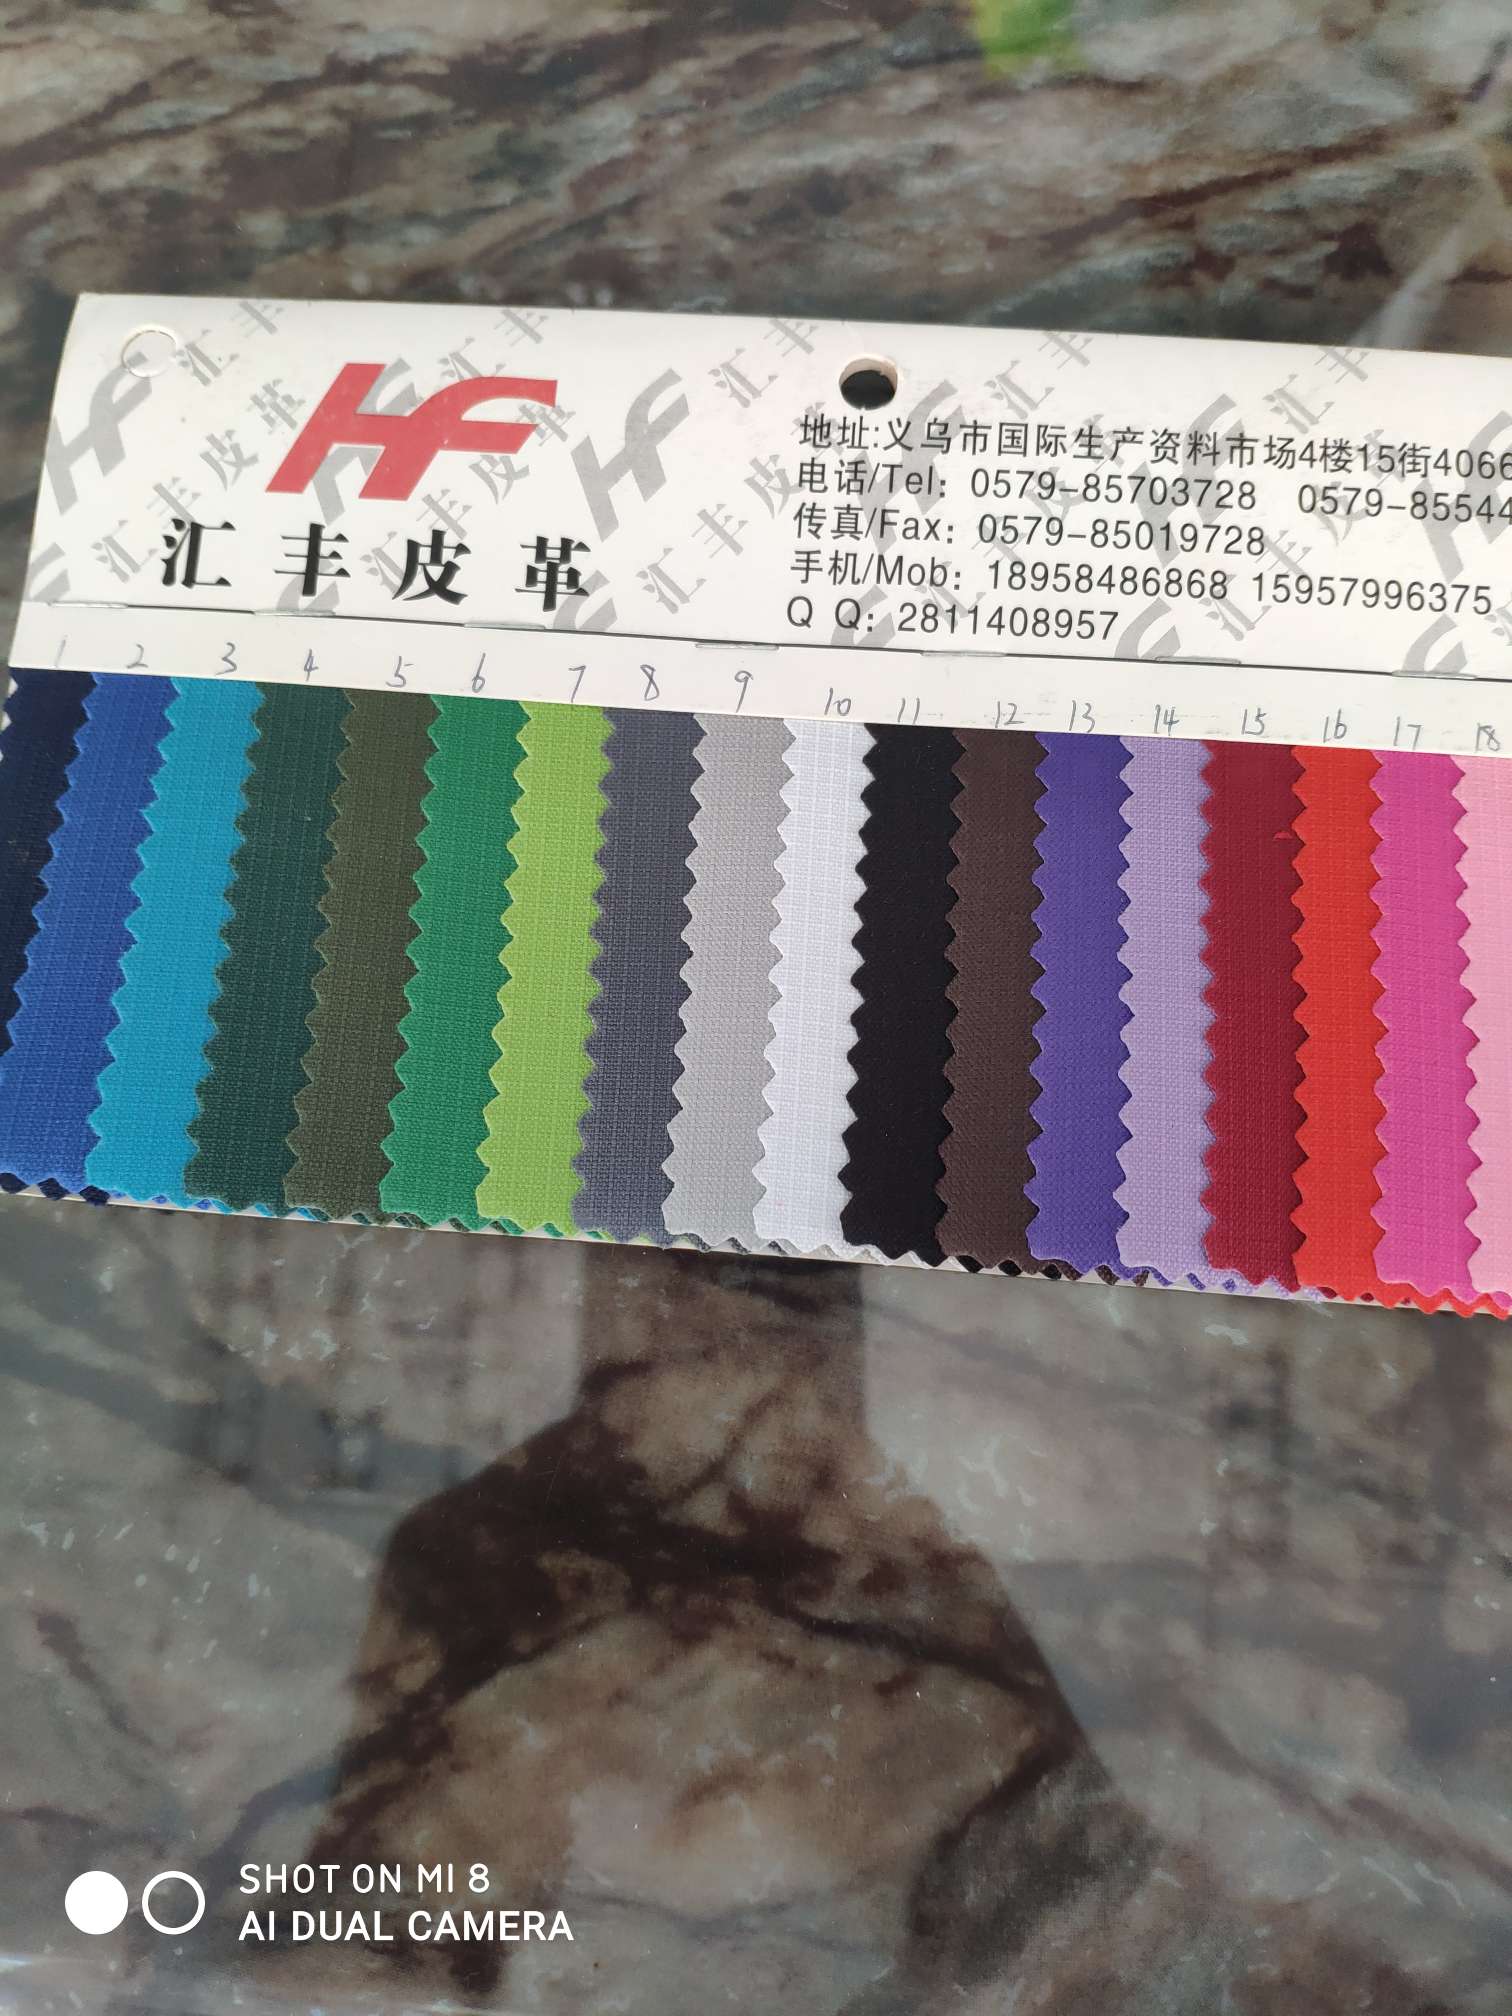 HF
汇丰皮革
地址:义乌市国际生产资料市场4楼15街4066
电话/Tel: 0579-85703728 0579-85544
传真/Fax: 0579-85019728
手机/Mob: 18958486868 15957996375
Q Q: 2811408957
1 2 3 4 5 6 7 8 9 10 11 12 13 14 15 16 17 18
SHOT ON MI 8
AI DUAL CAMERA